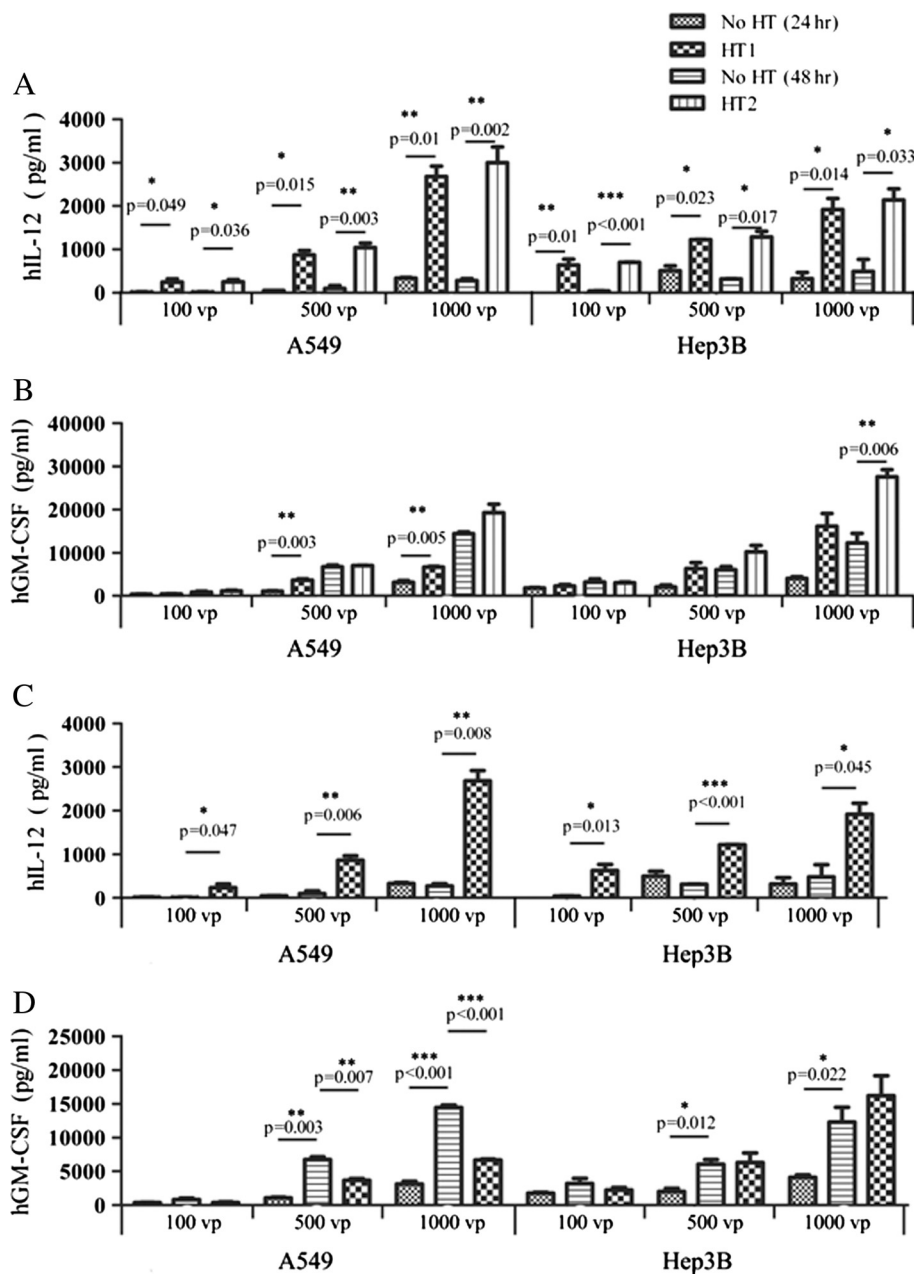 No HT (24 hr)
HT1
No HT (48 hr)
HT2
A
hIL-12 (pg/ml)
4000
3000
2000
1000
0
*
p=0.049
*
p=0.036
*
p=0.015
**
p=0.003
**
p=0.01
**
p=0.002
**
p=0.01
***
p<0.001
*
p=0.023
*
p=0.017
*
p=0.014
*
p=0.033
100 vp 500 vp 1000 vp 100 vp 500 vp 1000 vp
A549 Hep3B
B
hGM-CSF (pg/ml)
40000
30000
20000
10000
0
**
p=0.003
**
p=0.005
**
p=0.006
100 vp 500 vp 1000 vp 100 vp 500 vp 1000 vp
A549 Hep3B
C
hIL-12 (pg/ml)
4000
3000
2000
1000
0
*
p=0.047
**
p=0.006
**
p=0.008
*
p=0.013
***
p<0.001
*
p=0.045
100 vp 500 vp 1000 vp 100 vp 500 vp 1000 vp
A549 Hep3B
D
hGM-CSF (pg/ml)
25000
20000
15000
10000
5000
0
**
p=0.003
**
p=0.007
***
p<0.001
***
p<0.001
*
p=0.012
*
p=0.022
100 vp 500 vp 1000 vp 100 vp 500 vp 1000 vp
A549 Hep3B